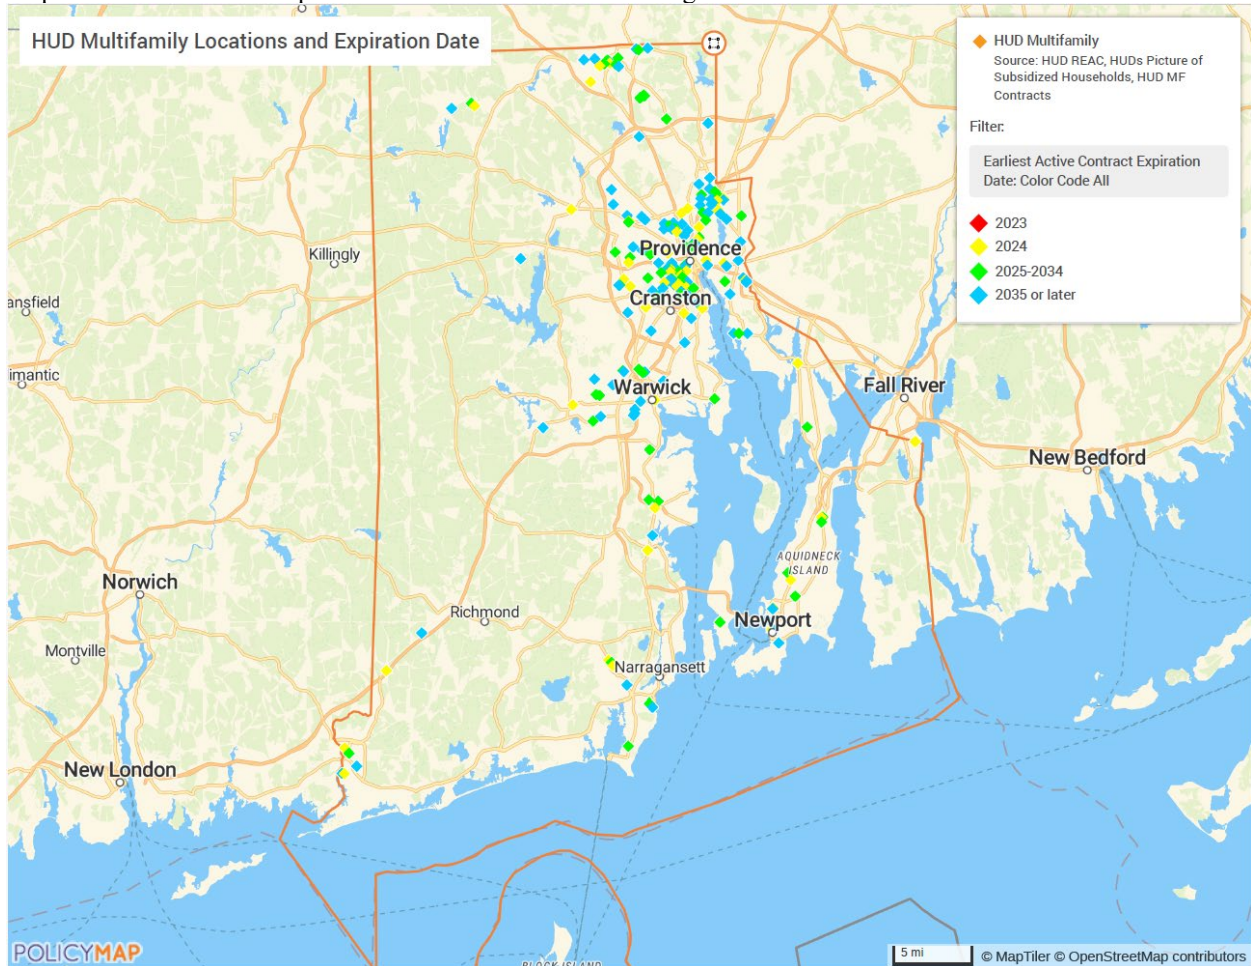 HUD Multifamily Locations and Expiration Date
HUD Multifamily
Source: HUD REAC, HUDs Picture of
Subsidized Households, HUD MF
Contracts
Filter:
Earliest Active Contract Expiration
Date: Color Code All
2023
2024
2025-2034
2035 or later
Killingly
Providence
ansfield
Cranston
imantic
Warwick
Fall River
New Bedford
AQUIDNECK
ISLAND
Norwich
Richmond
Newport
Montville
Narragansett
New London
POLICYMAP
BLOCK ISLAND
5 mi
© MapTiler © OpenStreetMap contributors